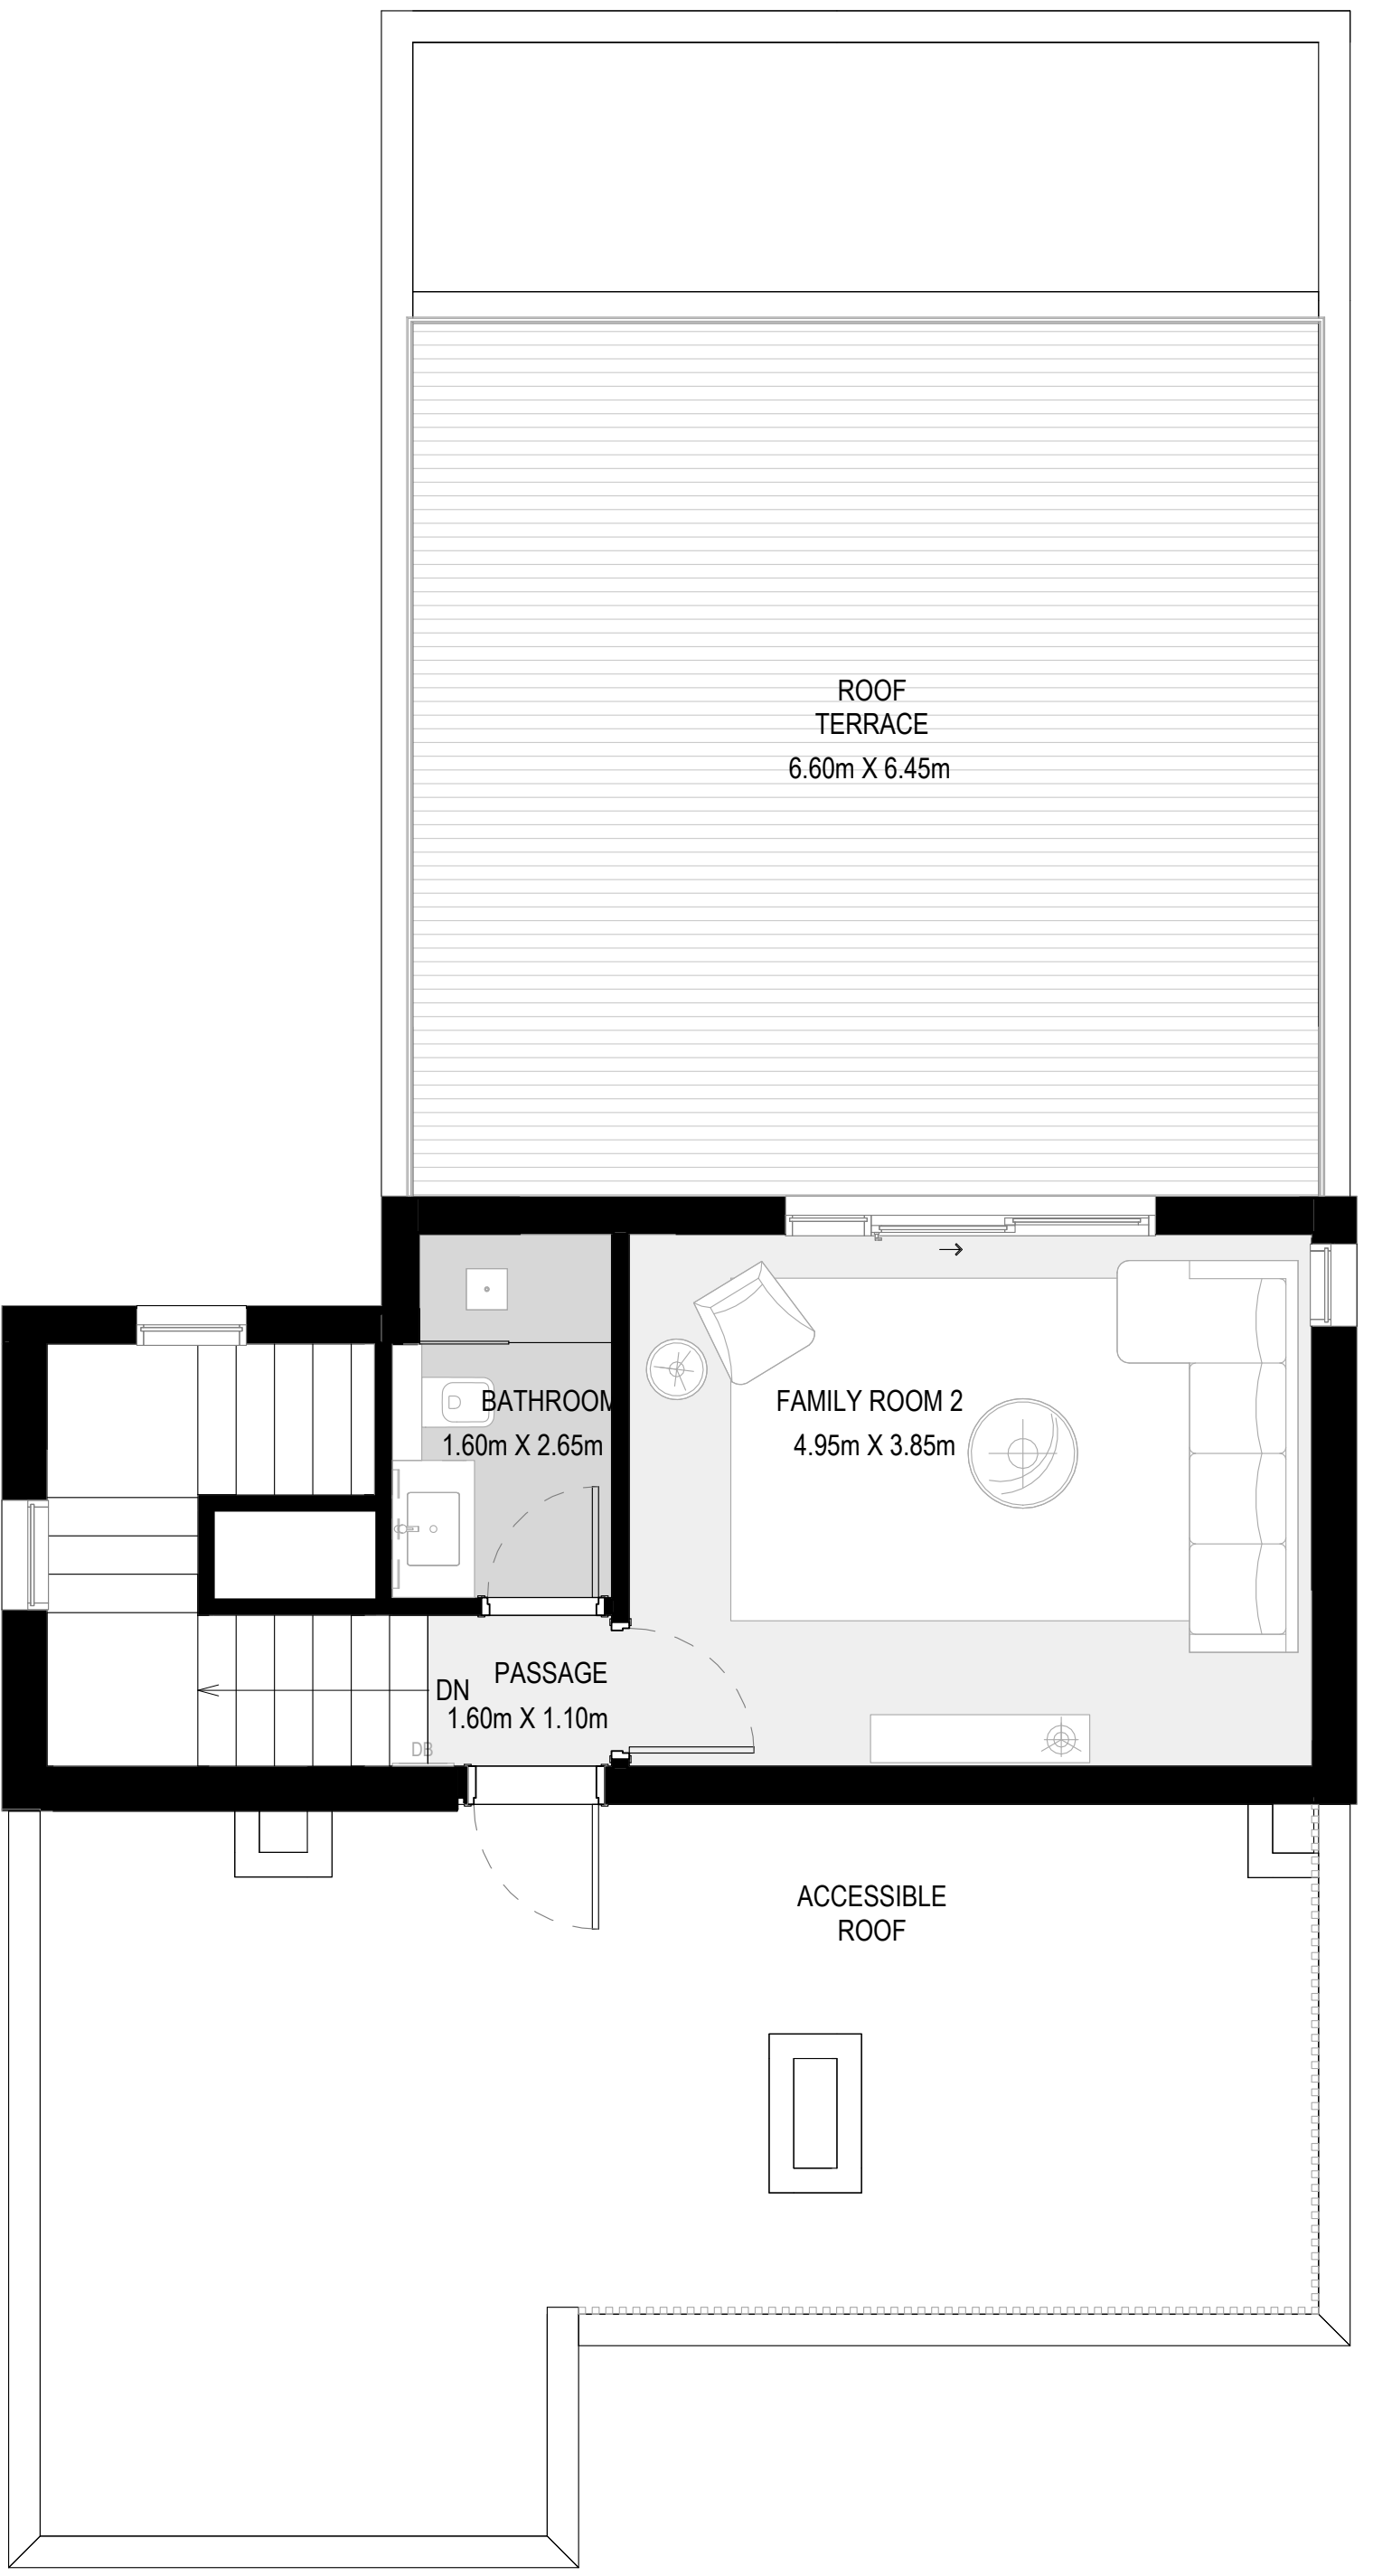 ROOF
TERRACE
6.60m X 6.45m
BATHROOM
1.60m X 2.65m
FAMILY ROOM 2
4.95m X 3.85m
PASSAGE
DN
1.60m X 1.10m
DB
ACCESSIBLE
ROOF